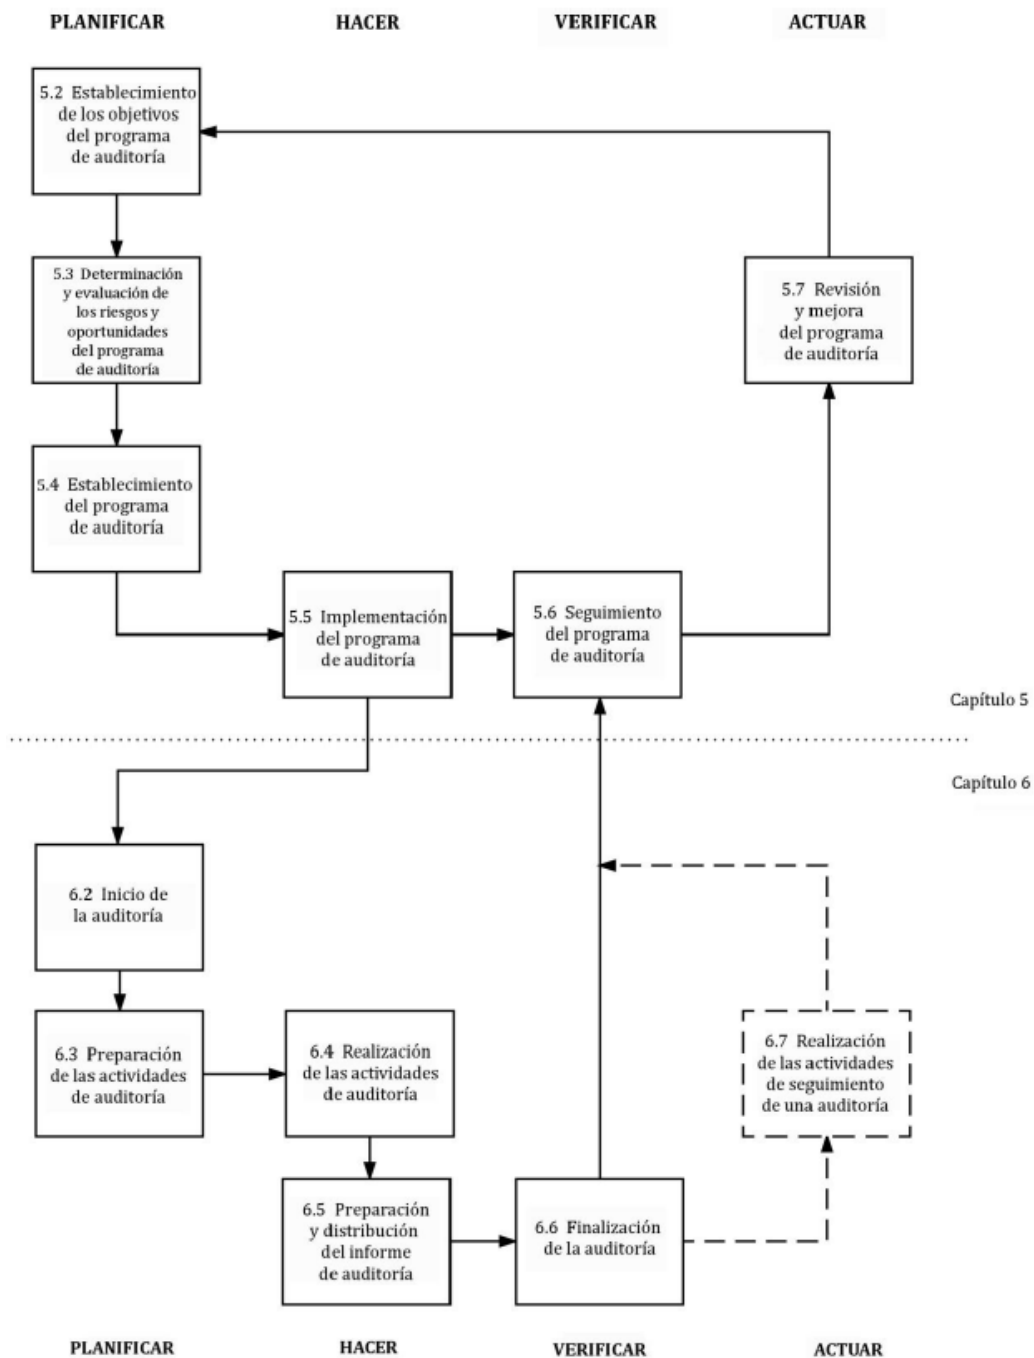 PLANIFICAR
HACER
VERIFICAR
ACTUAR
5.2 Establecimiento
de los objetivos
del programa
de auditoría
5.3 Determinación
y evaluación de
los riesgos y
oportunidades
del programa
de auditoría
5.7 Revisión
y mejora
del programa
de auditoría
5.4 Establecimiento
del programa
de auditoría
5.5 Implementación
del programa
de auditoría
5.6 Seguimiento
del programa
de auditoría
Capítulo 5
Capítulo 6
6.2 Inicio de
la auditoría
6.3 Preparación
de las actividades
de auditoría
6.4 Realización
de las actividades
de auditoría
6.7 Realización
de las actividades
de seguimiento
de una auditoría
6.5 Preparación
y distribución
del informe
de auditoría
6.6 Finalización
de la auditoría
PLANIFICAR
HACER
VERIFICAR
ACTUAR